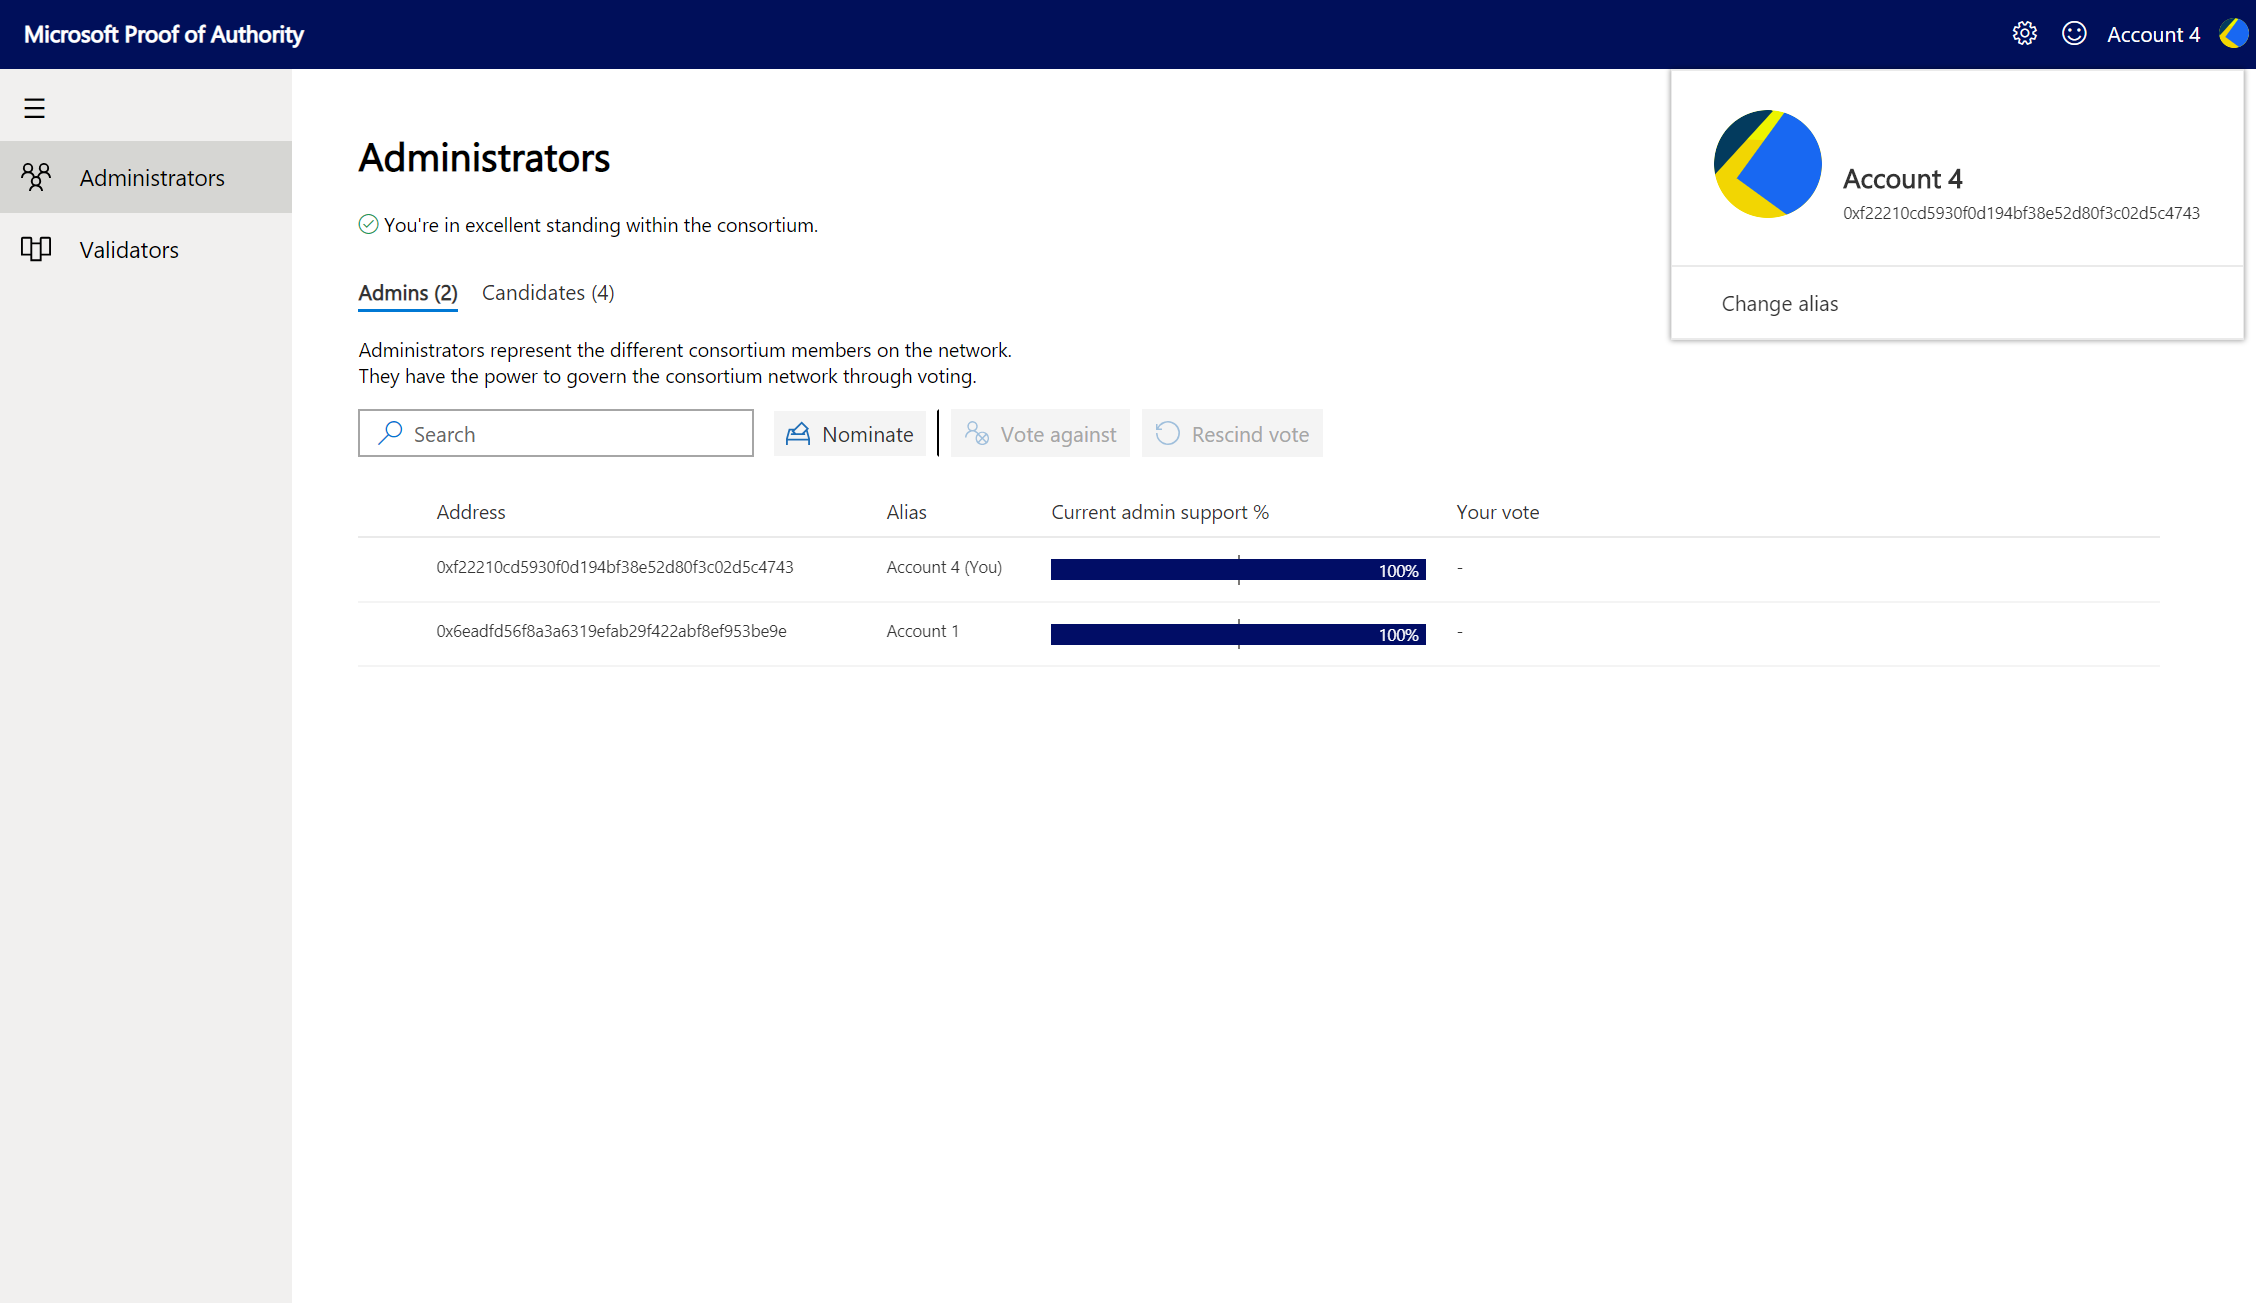 Microsoft Proof of Authority
Account 4
Administrators
Validators
Administrators
You're in excellent standing within the consortium.
Admins (2) Candidates (4)
Administrators represent the different consortium members on the network.
They have the power to govern the consortium network through voting.
Search Nominate Vote against Rescind vote
Address Alias Current admin support % Your vote
0xf22210cd5930f0d194bf38e52d80f3c02d5c4743 Account 4 (You) 100% -
0x6eadfd56f8a3a6319efab29f422abf8ef953be9e Account 1 100% -
Account 4
0xf22210cd5930f0d194bf38e52d80f3c02d5c4743
Change alias